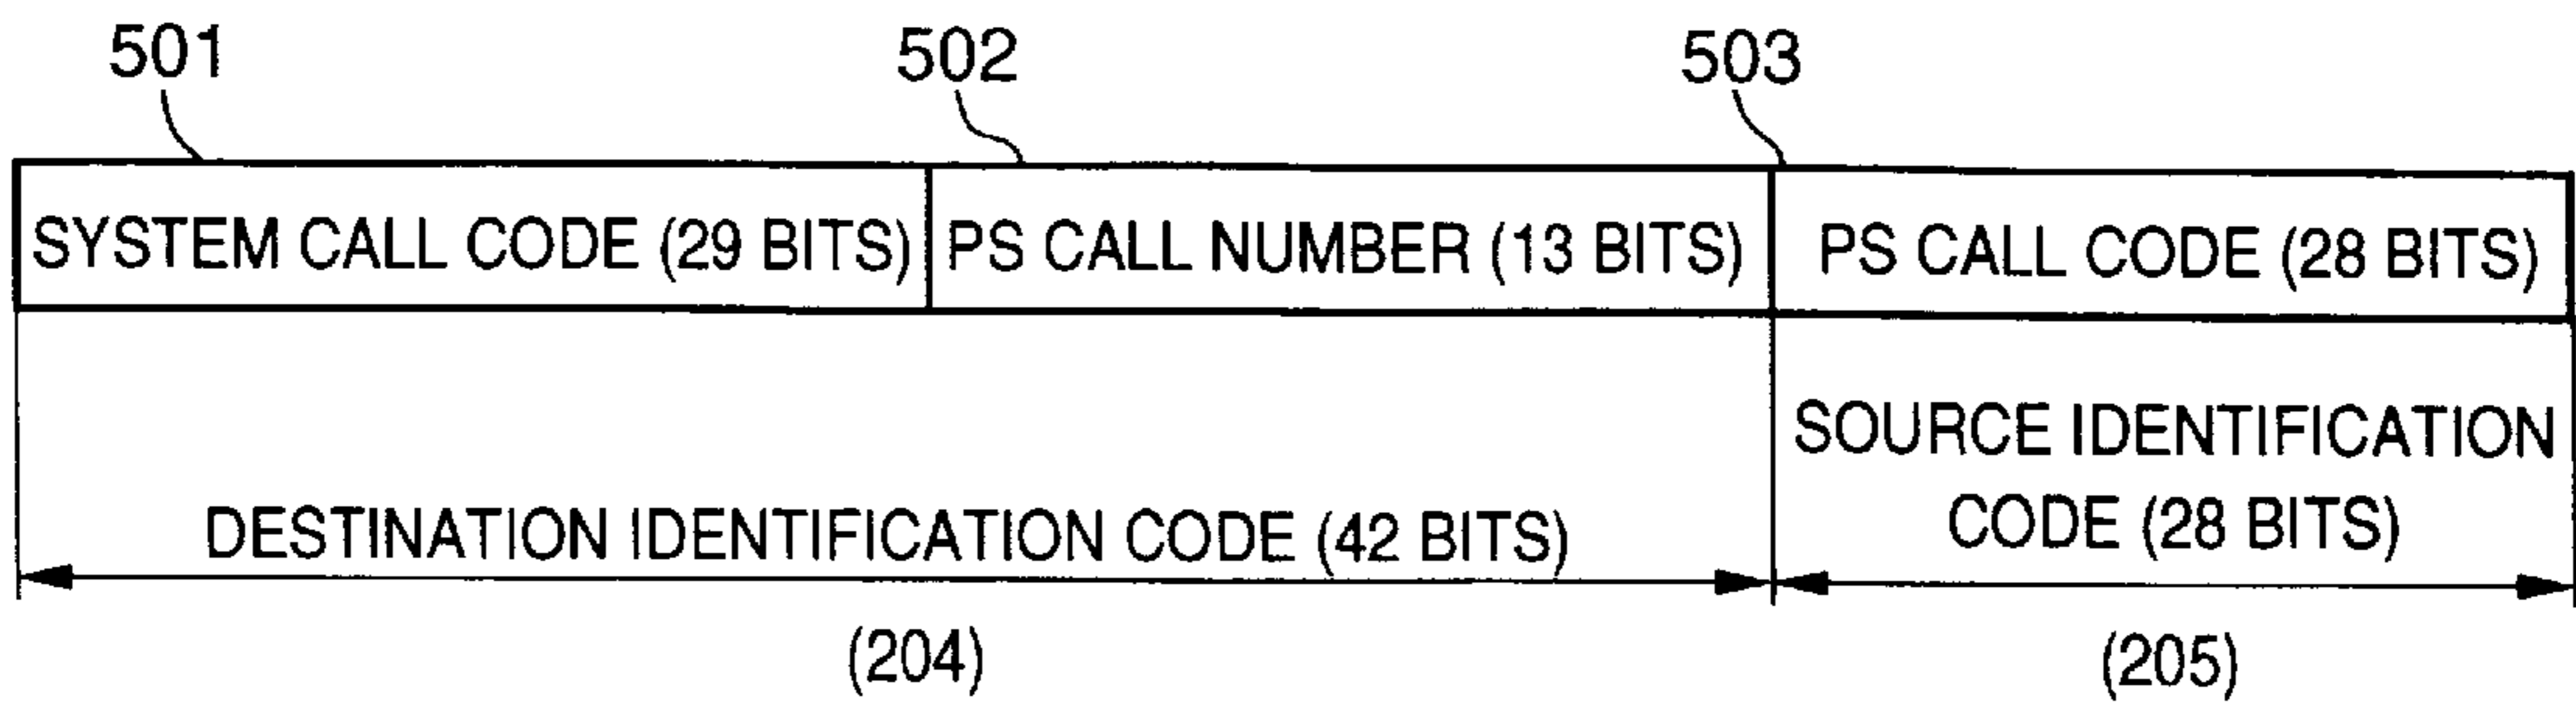 501 502 503
SYSTEM CALL CODE (29 BITS) PS CALL NUMBER (13 BITS) PS CALL CODE (28 BITS)
SOURCE IDENTIFICATION
CODE (28 BITS)
DESTINATION IDENTIFICATION CODE (42 BITS)
(204) (205)